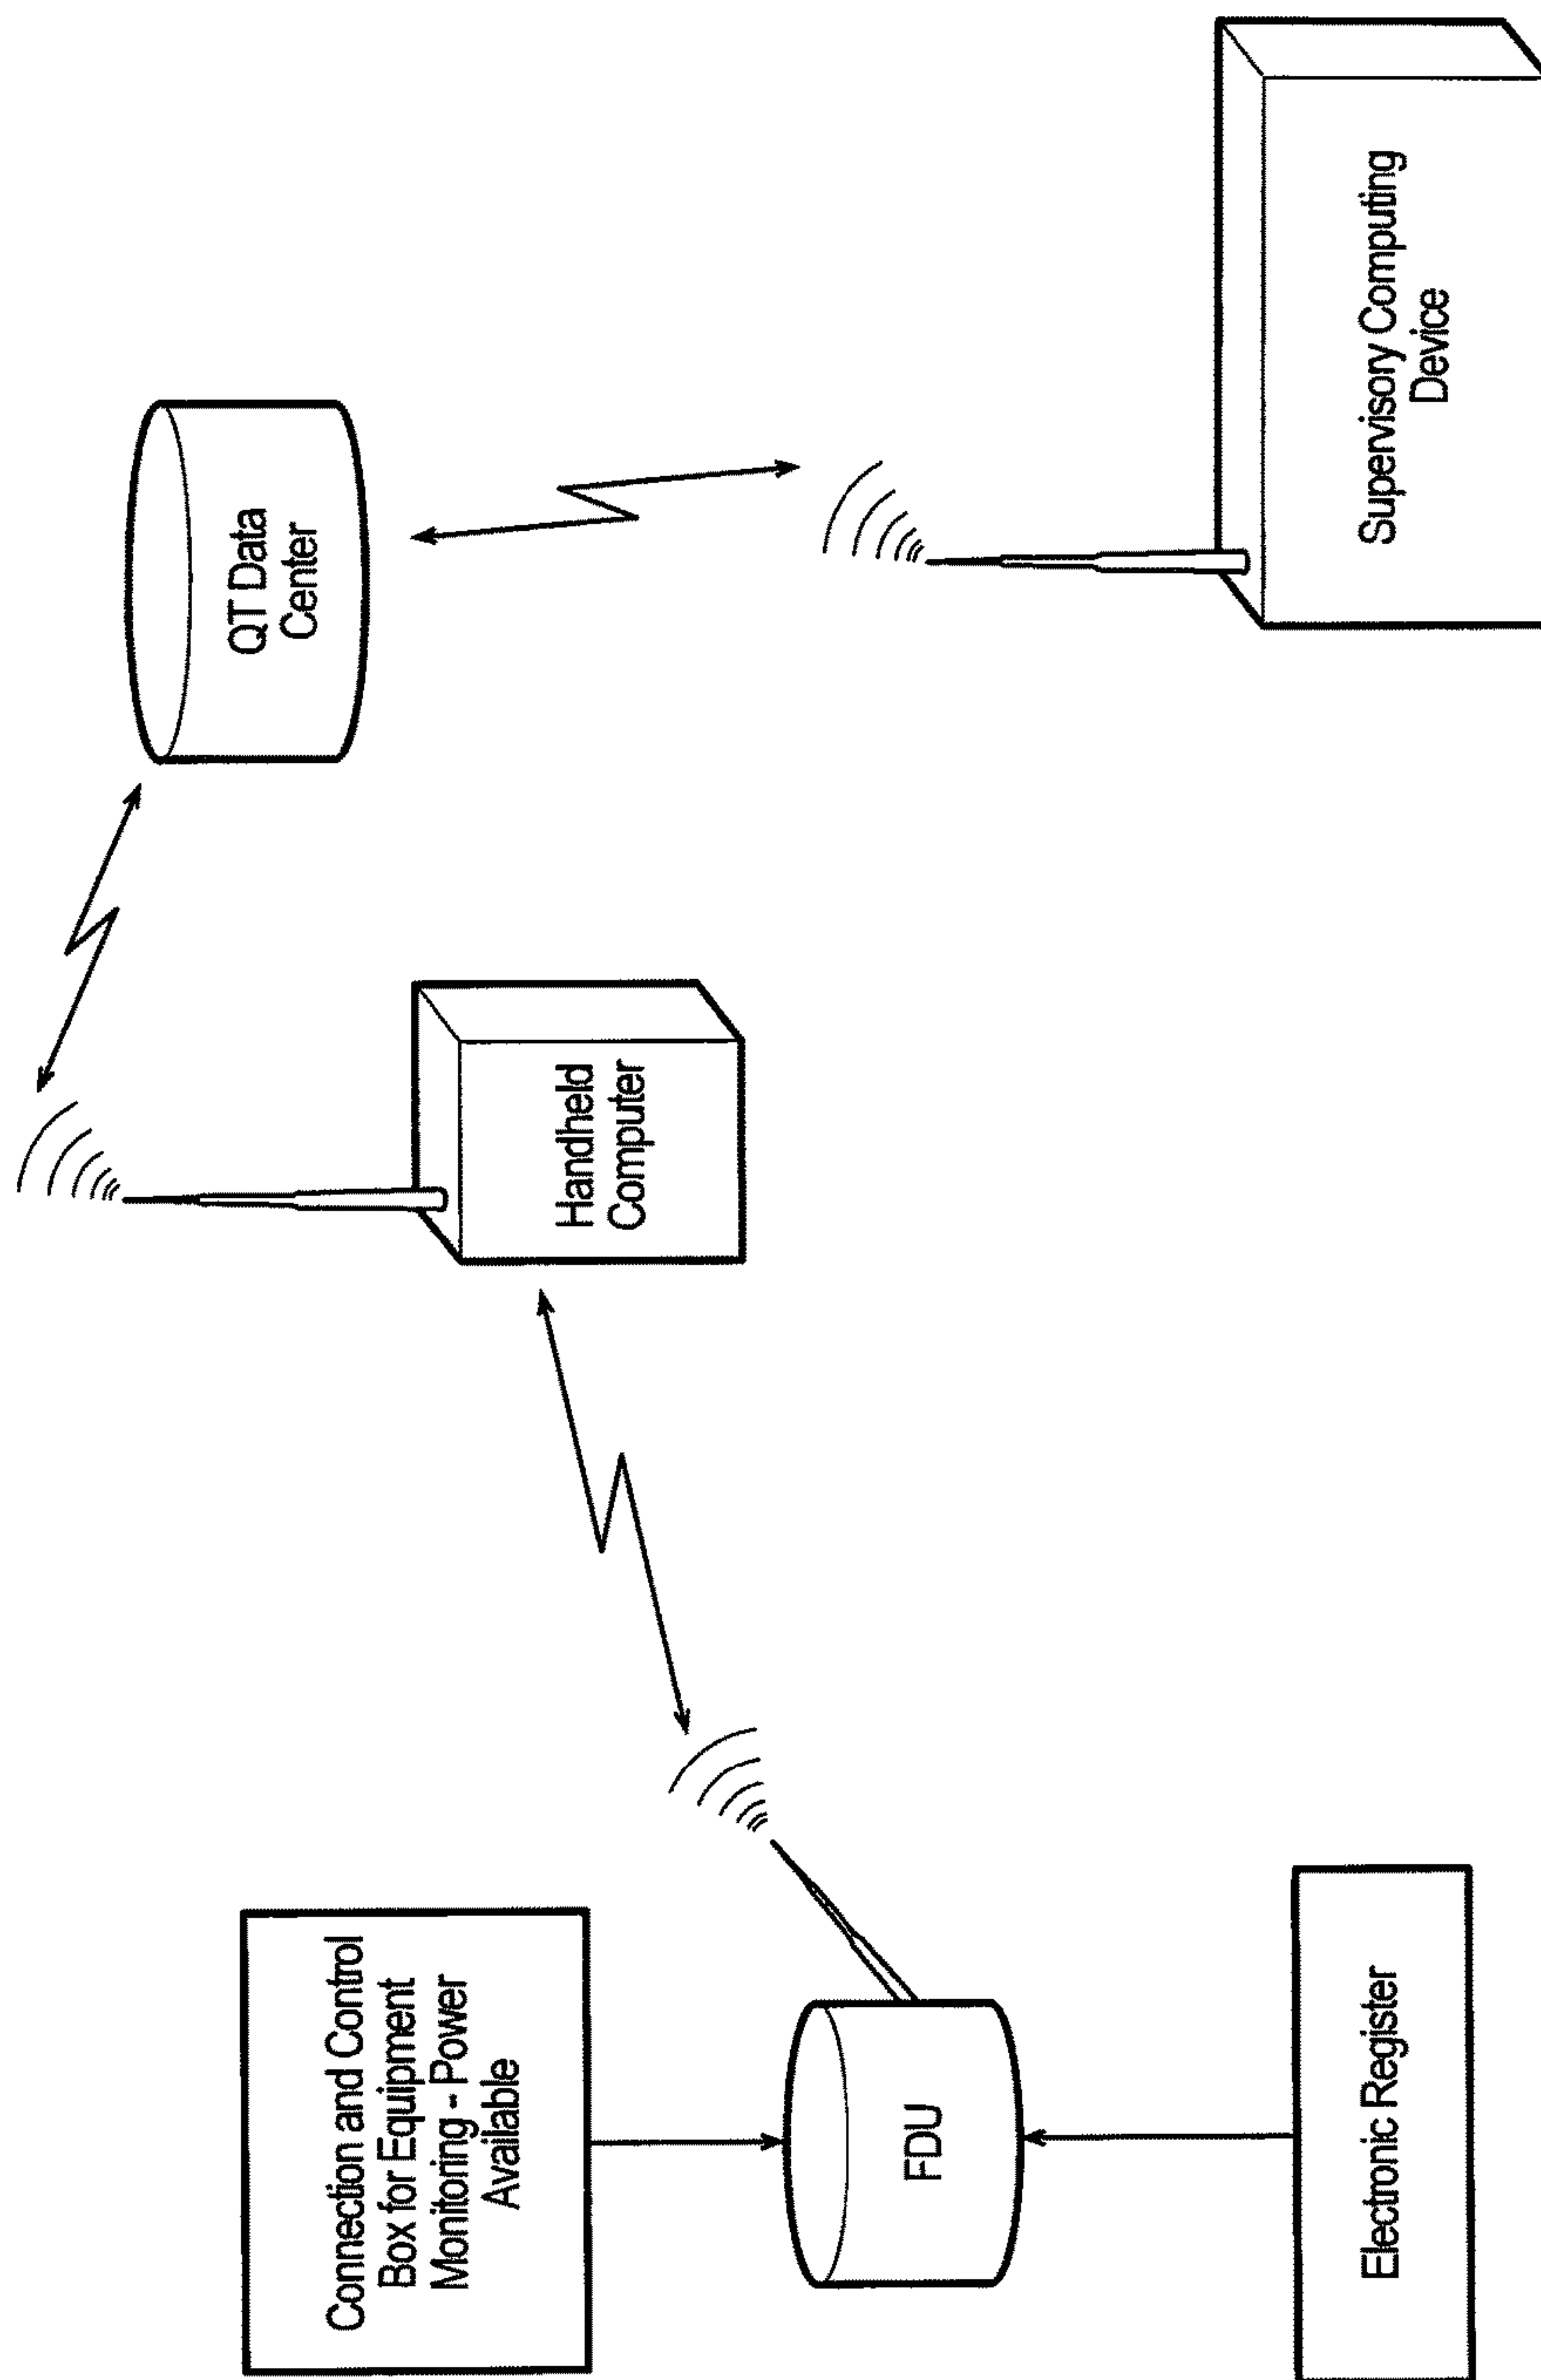 Connection and Control
Box for Equipment
Monitoring - Power
Available
FDU
Electronic Register
Handheld
Computer
QT Data
Center
Supervisory Computing
Device